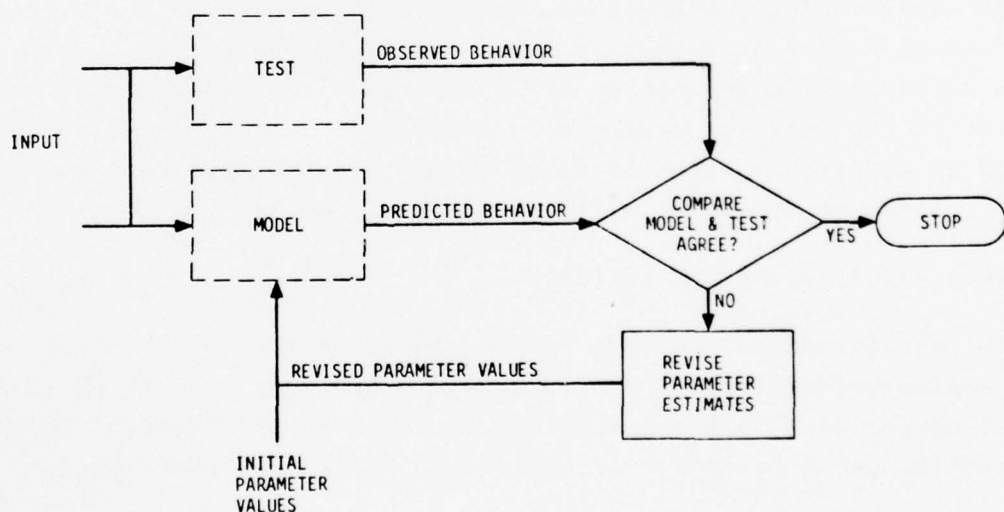 TEST
OBSERVED BEHAVIOR
INPUT
MODEL
PREDICTED BEHAVIOR
COMPARE
MODEL & TEST
AGREE?
YES
STOP
NO
REVISED PARAMETER VALUES
REVISE
PARAMETER
ESTIMATES
INITIAL
PARAMETER
VALUES